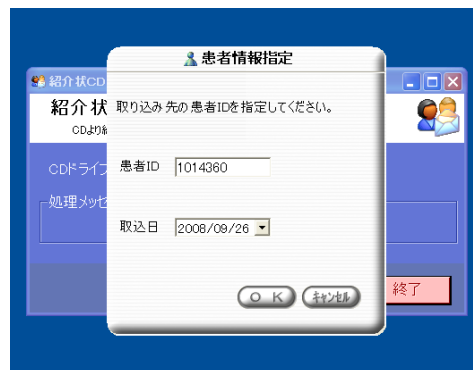 患者情報指定
紹介状CD
紹介状
CDより
取り込み先の患者IDを指定してください。
CDドライブ
患者ID 1014360
処理メッセ
取込日 2008/09/26
OK キャンセル
終了